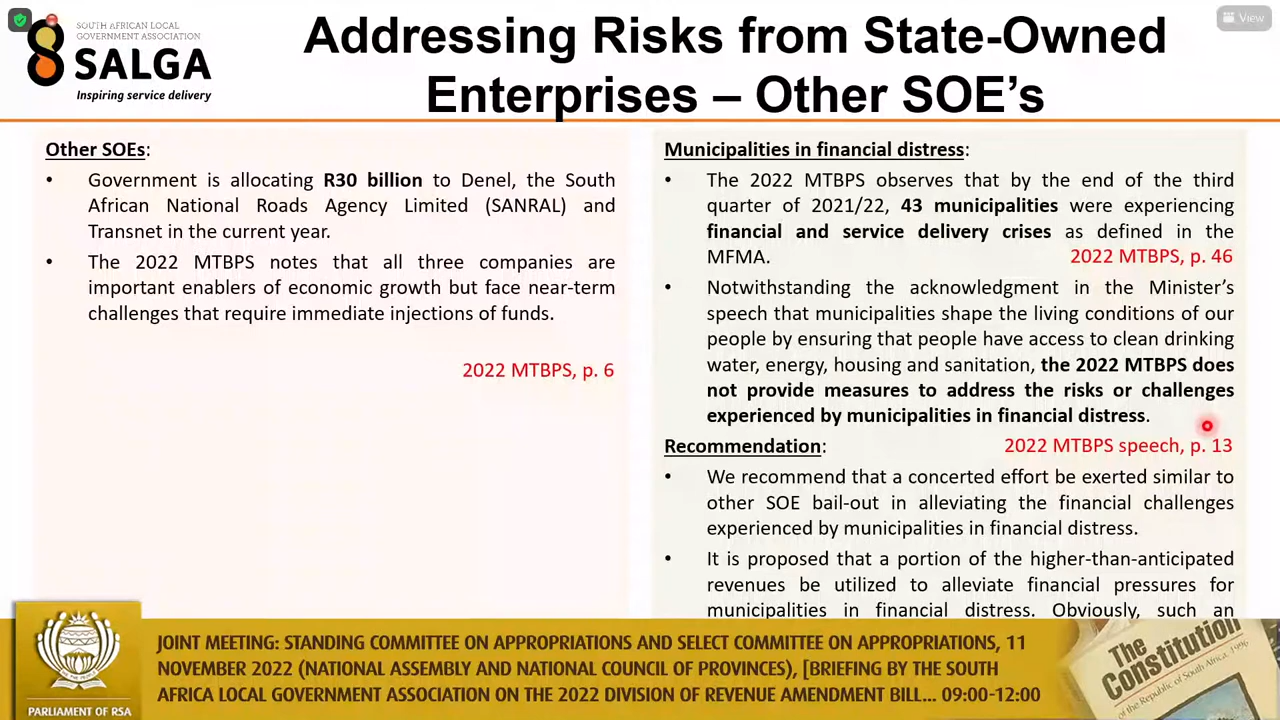 SOUTH AFRICAN LOCAL
GOVERNMENT ASSOCIATION
SALGA
Inspiring service delivery
View
Addressing Risks from State-Owned
Enterprises – Other SOE's
Other SOEs:
• Government is allocating R30 billion to Denel, the South
African National Roads Agency Limited (SANRAL) and
Transnet in the current year.
• The 2022 MTBPS notes that all three companies are
important enablers of economic growth but face near-term
challenges that require immediate injections of funds.
2022 MTBPS, p. 6
Municipalities in financial distress:
• The 2022 MTBPS observes that by the end of the third
quarter of 2021/22, 43 municipalities were experiencing
financial and service delivery crises as defined in the
MFMA. 2022 MTBPS, p. 46
• Notwithstanding the acknowledgment in the Minister's
speech that municipalities shape the living conditions of our
people by ensuring that people have access to clean drinking
water, energy, housing and sanitation, the 2022 MTBPS does
not provide measures to address the risks or challenges
experienced by municipalities in financial distress.
Recommendation: 2022 MTBPS speech, p. 13
• We recommend that a concerted effort be exerted similar to
other SOE bail-out in alleviating the financial challenges
experienced by municipalities in financial distress.
• It is proposed that a portion of the higher-than-anticipated
revenues be utilized to alleviate financial pressures for
municipalities in financial distress. Obviously, such an
PARLIAMENT OF RSA
JOINT MEETING: STANDING COMMITTEE ON APPROPRIATIONS AND SELECT COMMITTEE ON APPROPRIATIONS, 11
NOVEMBER 2022 (NATIONAL ASSEMBLY AND NATIONAL COUNCIL OF PROVINCES), [BRIEFING BY THE SOUTH
AFRICA LOCAL GOVERNMENT ASSOCIATION ON THE 2022 DIVISION OF REVENUE AMENDMENT BILL... 09:00-12:00
The
Constitution
of the Republic of South Africa, 1996